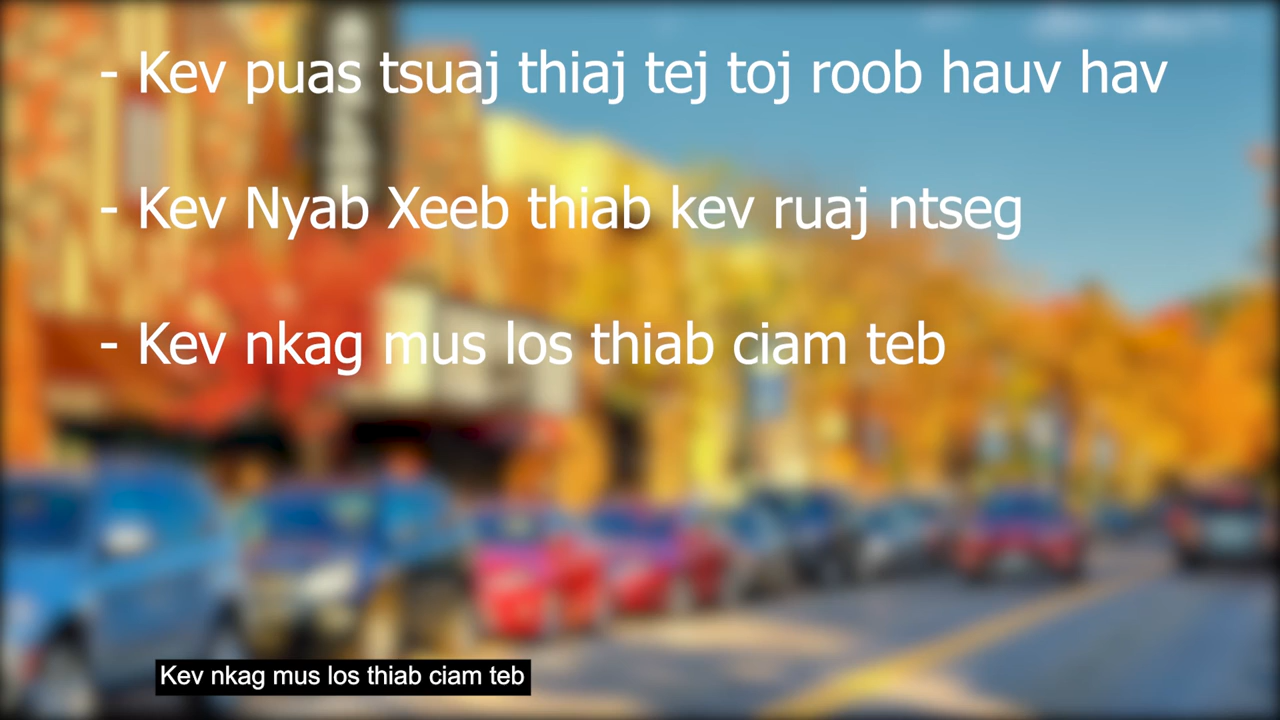 - Kev puas tsuaj thiaj tej toj roob hauv hav
- Kev Nyab Xeeb thiab kev ruaj ntseg
- Kev nkag mus los thiab ciam teb
Kev nkag mus los thiab ciam teb